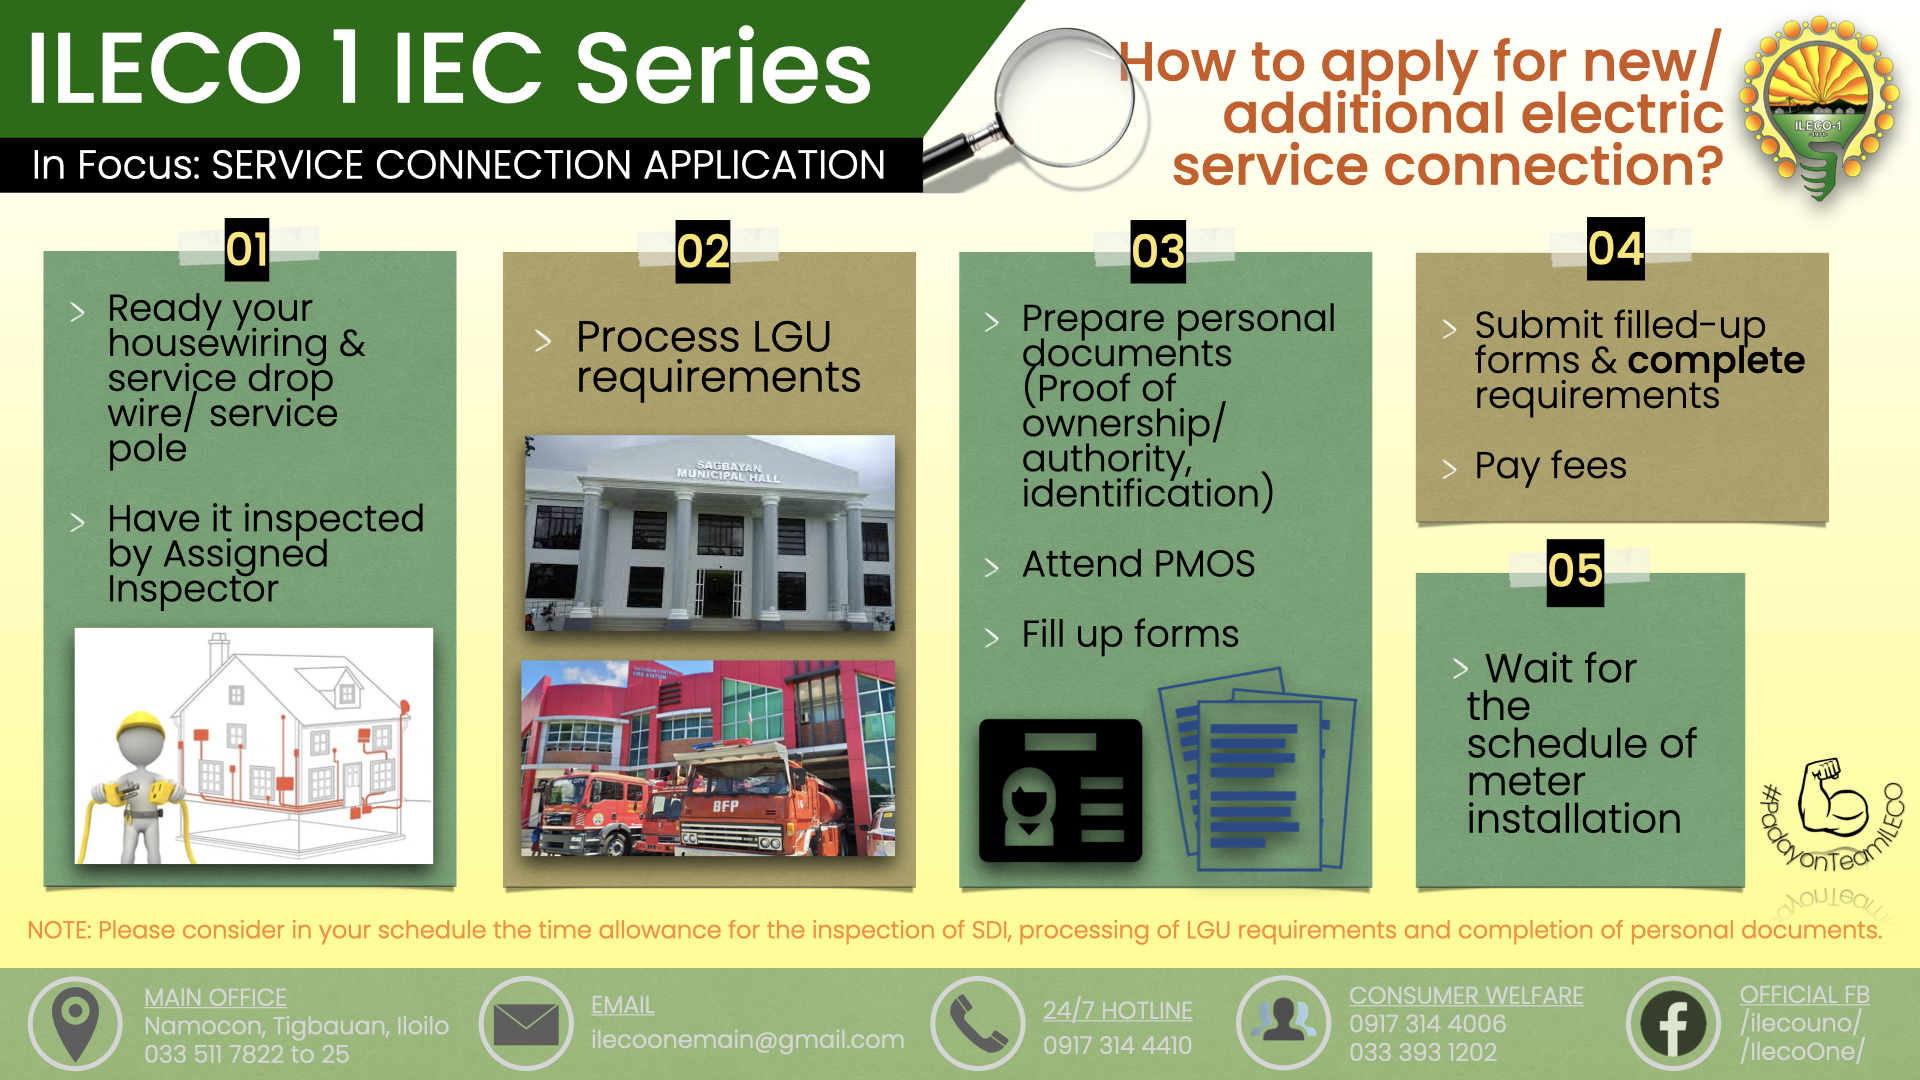 ILECO 1 IEC Series
In Focus: SERVICE CONNECTION APPLICATION
How to apply for new/
additional electric
service connection?
ILECO-1
01
Ready your
housewiring &
service drop
wire/ service
pole
Have it inspected
by Assigned
Inspector
02
Process LGU
requirements
SAGBAYAN
MUNICIPAL HALL
TACLOBAN CENTRAL
FIRE STATION
BFP
03
Prepare personal
documents
(Proof of
ownership/
authority,
identification)
Attend PMOS
Fill up forms
04
Submit filled-up
forms & complete
requirements
Pay fees
05
Wait for
the
schedule of
meter
installation
#PadayonTeamILECO
NOTE: Please consider in your schedule the time allowance for the inspection of SDI, processing of LGU requirements and completion of personal documents.
MAIN OFFICE
Namocon, Tigbauan, Iloilo
033 511 7822 to 25
EMAIL
ilecoonemain@gmail.com
24/7 HOTLINE
0917 314 4410
CONSUMER WELFARE
0917 314 4006
033 393 1202
OFFICIAL FB
/ilecouno/
/IlecoOne/